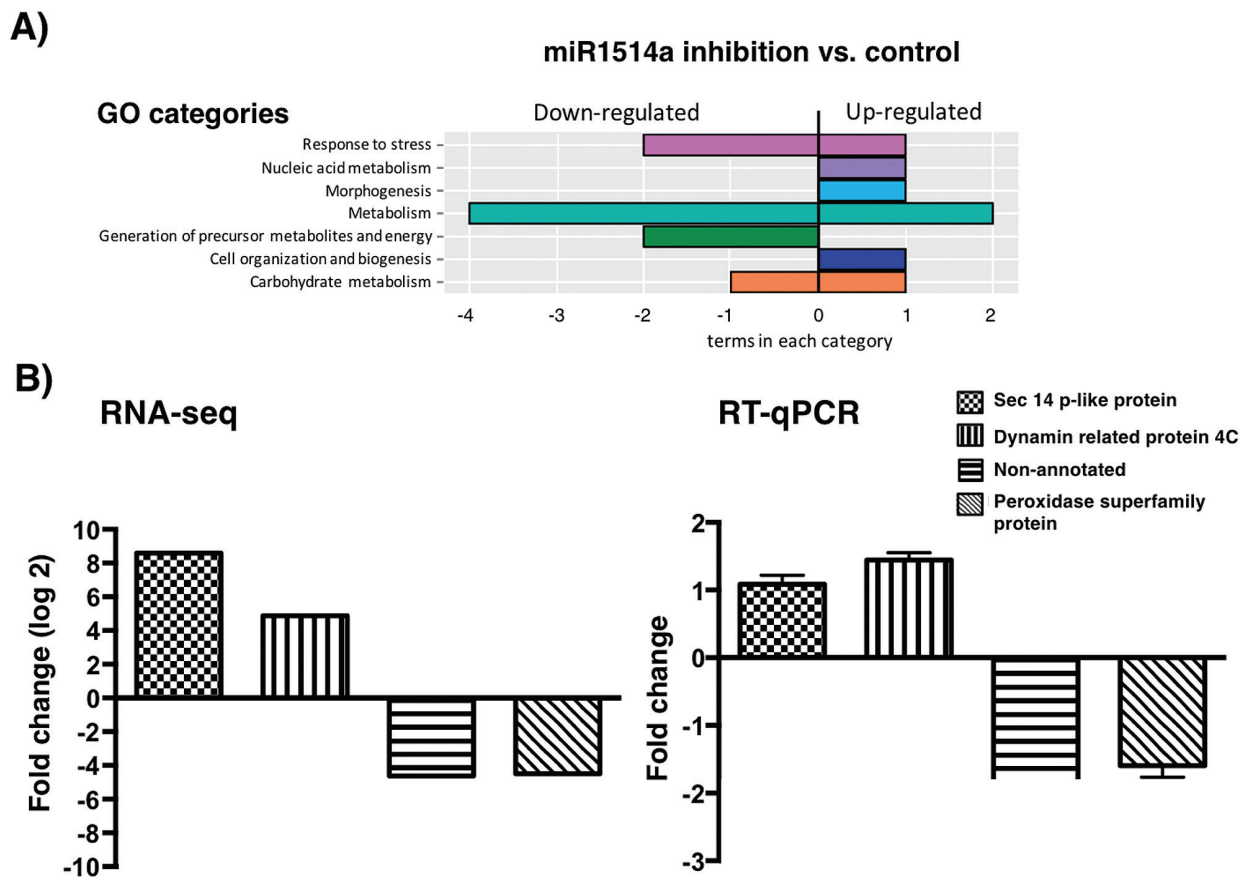 A)
miR1514a inhibition vs. control
GO categories
Down-regulated
Up-regulated
Response to stress
Nucleic acid metabolism
Morphogenesis
Metabolism
Generation of precursor metabolites and energy
Cell organization and biogenesis
Carbohydrate metabolism
-4 -3 -2 -1 0 1 2
terms in each category
B)
RNA-seq
Fold change (log 2)
10
8
6
4
2
0
-2
-4
-6
-8
-10
RT-qPCR
Fold change
2
1
0
-1
-2
-3
Sec 14 p-like protein
Dynamin related protein 4C
Non-annotated
Peroxidase superfamily
protein